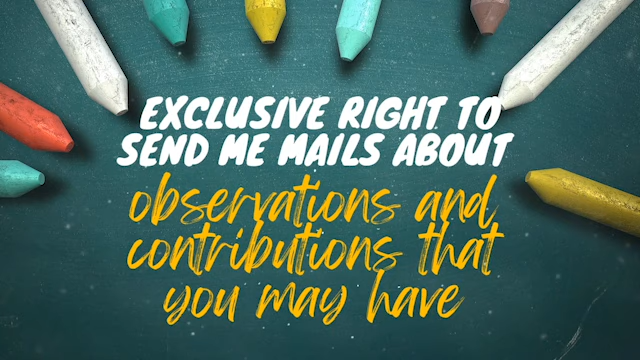 EXCLUSIVE RIGHT TO
SEND ME MAILS ABOUT
observations and
contributions that
you may have